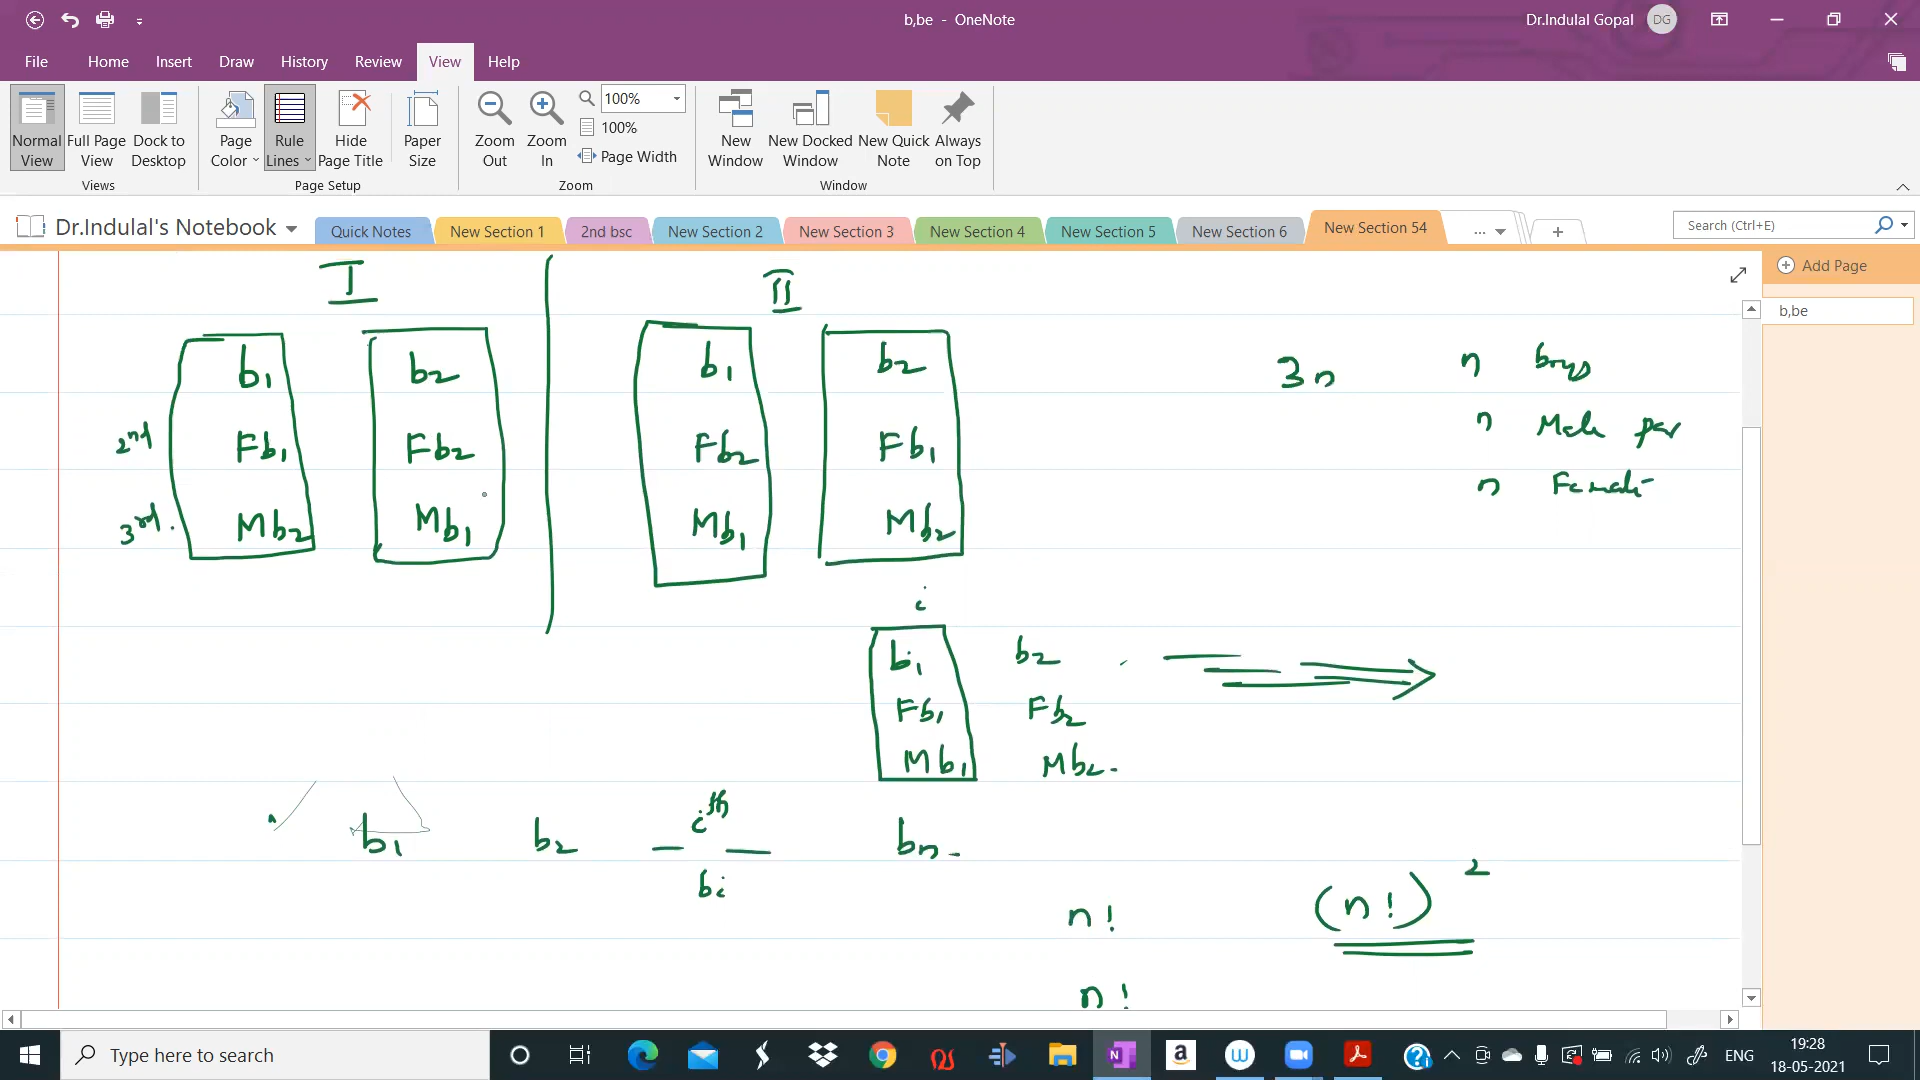 b,be - OneNote
Dr.Indulal Gopal
DG
File Home Insert Draw History Review View Help
Normal View
Full Page View
Dock to Desktop
Page Color
Rule Lines
Hide Page Title
Paper Size
Zoom Out
Zoom In
100%
100%
Page Width
New Window
New Docked Window
New Quick Note
Always on Top
Views
Page Setup
Zoom
Window
Dr.Indulal's Notebook
Quick Notes
New Section 1
2nd bsc
New Section 2
New Section 3
New Section 4
New Section 5
New Section 6
New Section 54
...
Search (Ctrl+E)
Add Page
b,be
I II
b1 b2 b1 b2
3n n boys
2nd Fb1 Fb2 Fb2 Fb1
n Male par
3rd. Mb2 Mb1 Mb1 Mb2
n Female
i
bi1 b2
Fb1 Fb2
Mb1 Mb2.
b1 b2 — ith — bn
bi
n! (n!)2
n!
Type here to search
ENG
19:28
18-05-2021